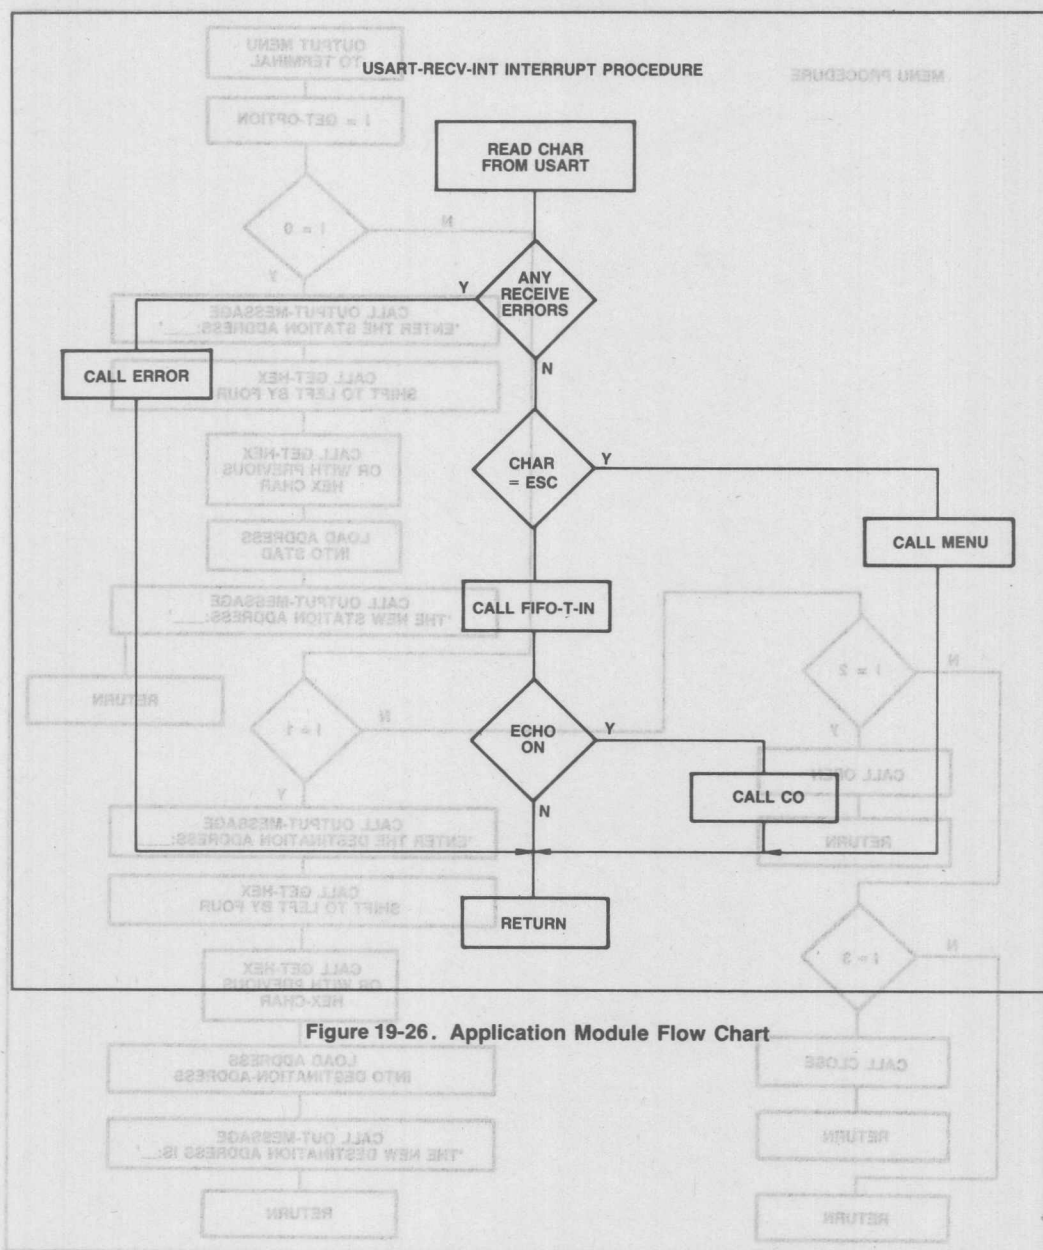 USART-RECV-INT INTERRUPT PROCEDURE
READ CHAR
FROM USART
ANY
RECEIVE
ERRORS
Y
N
CALL ERROR
CHAR
= ESC
Y
CALL MENU
CALL FIFO-T-IN
ECHO
ON
Y
N
CALL CO
RETURN
Figure 19-26. Application Module Flow Chart